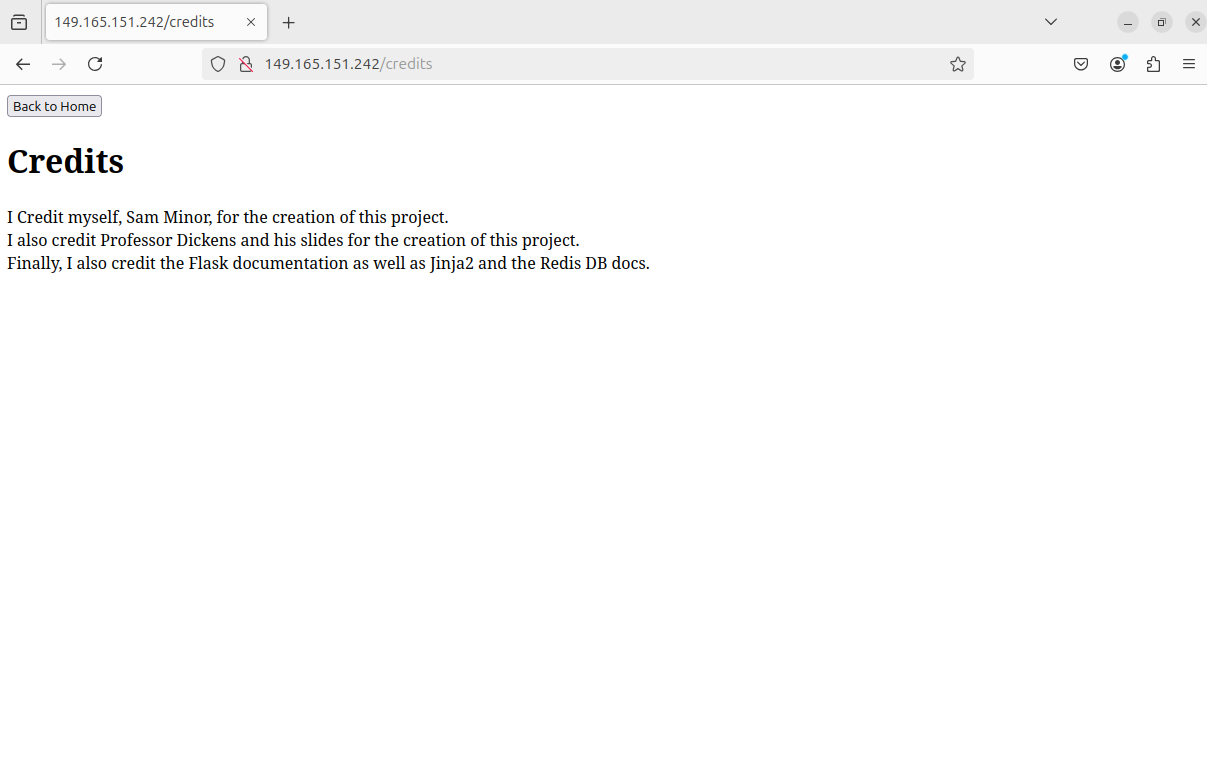 149.165.151.242/credits
149.165.151.242/credits
Back to Home
Credits
I Credit myself, Sam Minor, for the creation of this project.
I also credit Professor Dickens and his slides for the creation of this project.
Finally, I also credit the Flask documentation as well as Jinja2 and the Redis DB docs.